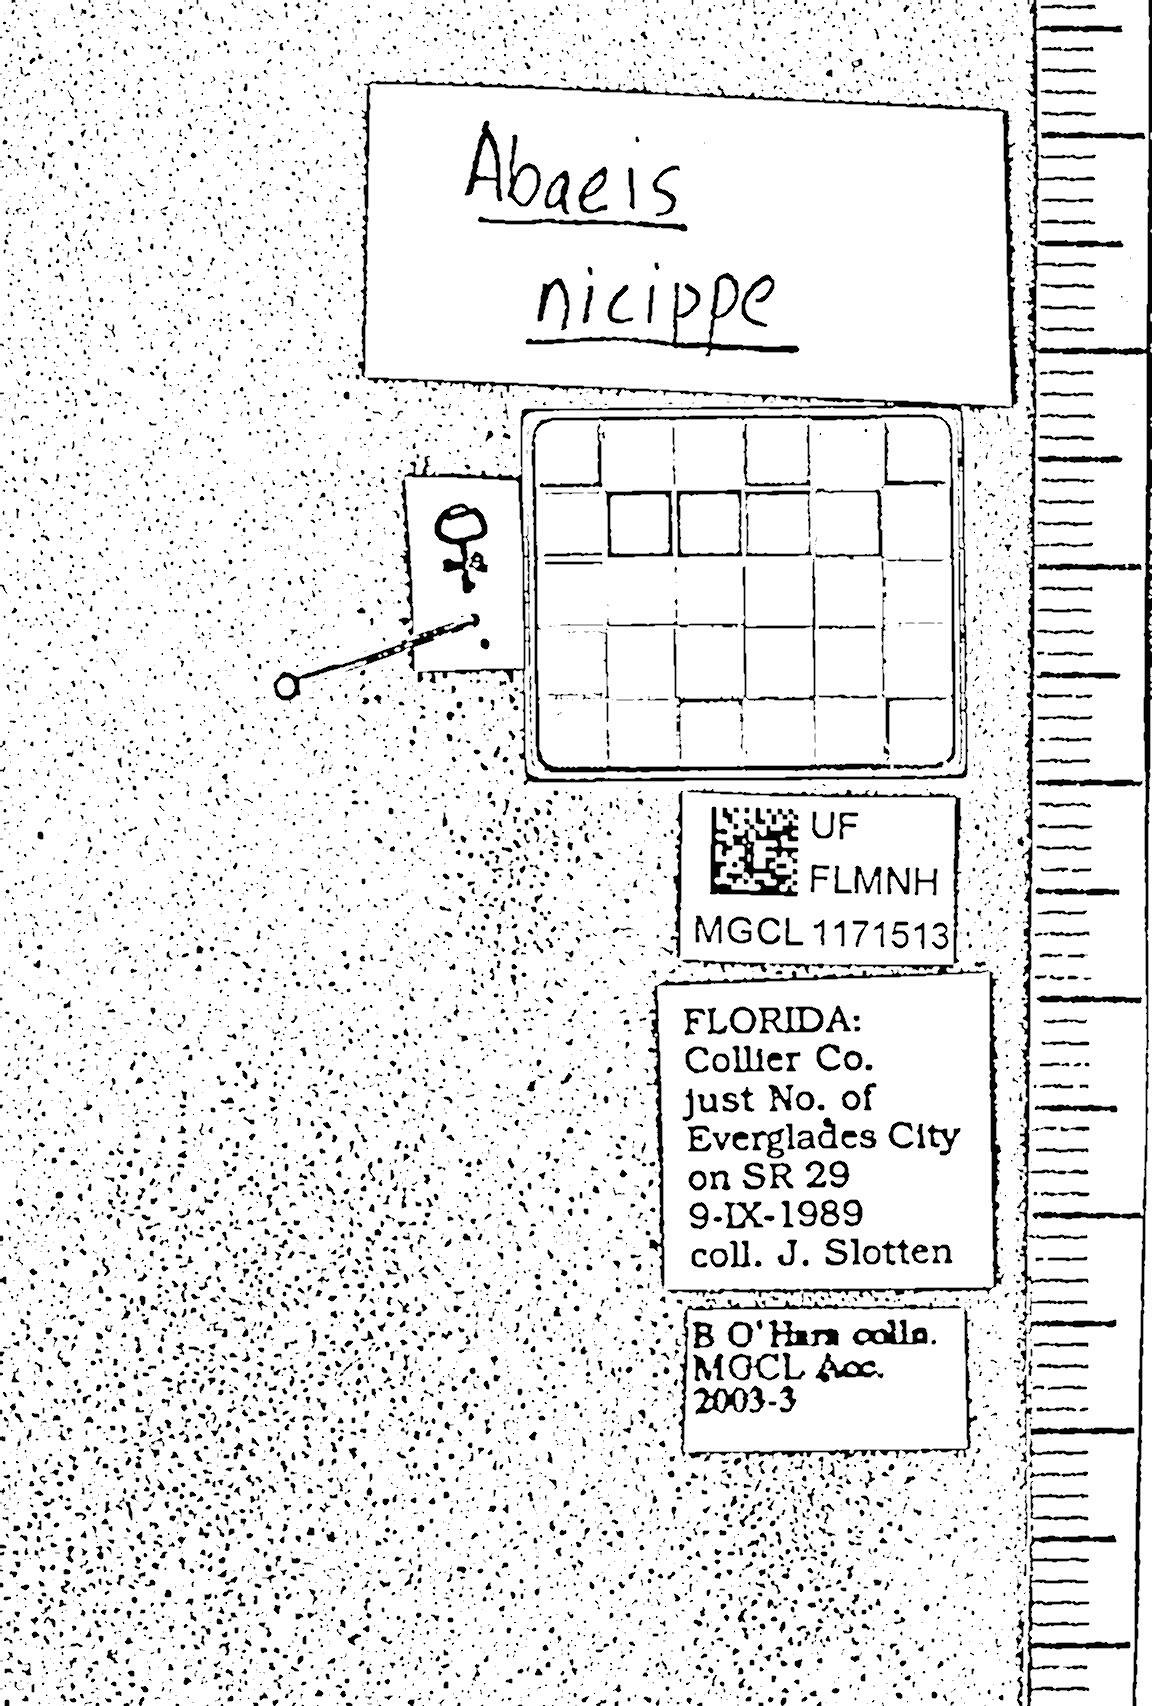 Abaeis
nicippe
♀
UF
FLMNH
MGCL 1171513
FLORIDA:
Collier Co.
just No. of
Everglades City
on SR 29
9-IX-1989
coll. J. Slotten
B O'Hara colln.
MGCL Acc.
2003-3